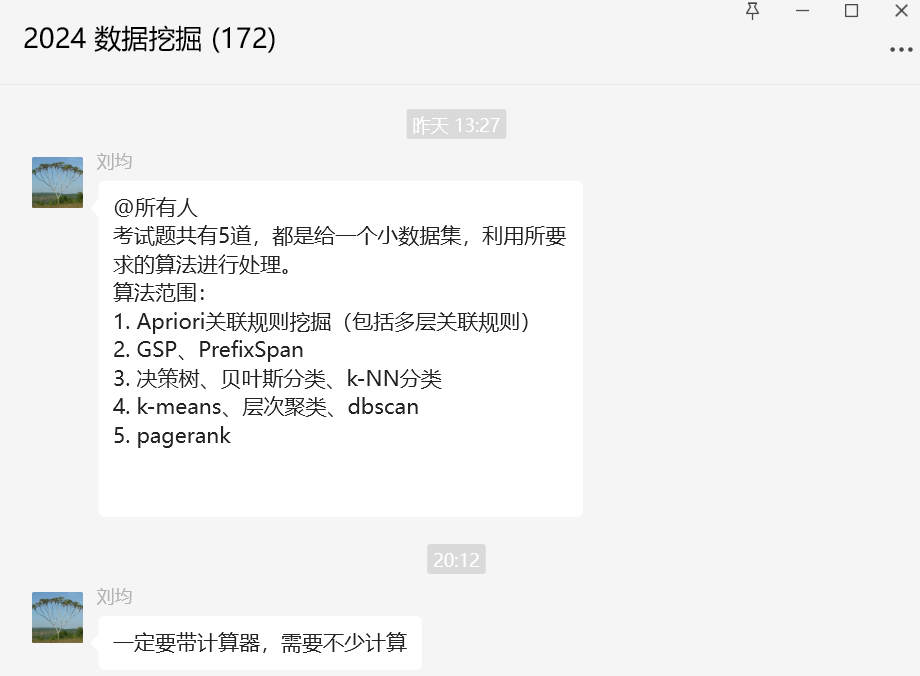 2024 数据挖掘 (172)
昨天 13:27
刘均
@所有人
考试题共有5道，都是给一个小数据集，利用所要
求的算法进行处理。
算法范围：
1. Apriori关联规则挖掘（包括多层关联规则）
2. GSP、PrefixSpan
3. 决策树、贝叶斯分类、k-NN分类
4. k-means、层次聚类、dbscan
5. pagerank
20:12
刘均
一定要带计算器，需要不少计算